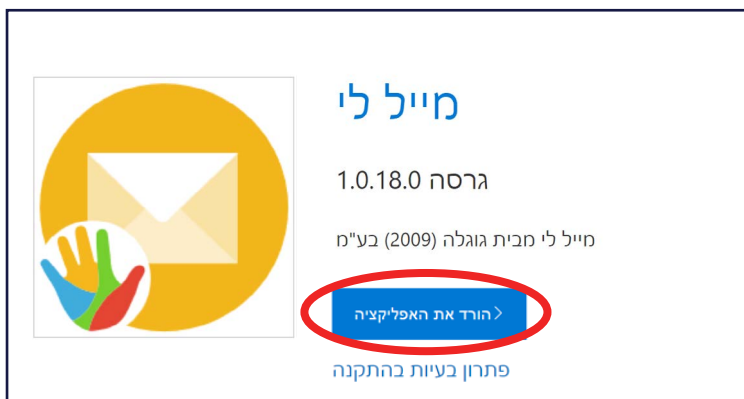 מייל לי
גרסה 1.0.18.0
מייל לי מבית גוגלה (2009) בע"מ
הורד את האפליקציה
פתרון בעיות בהתקנה